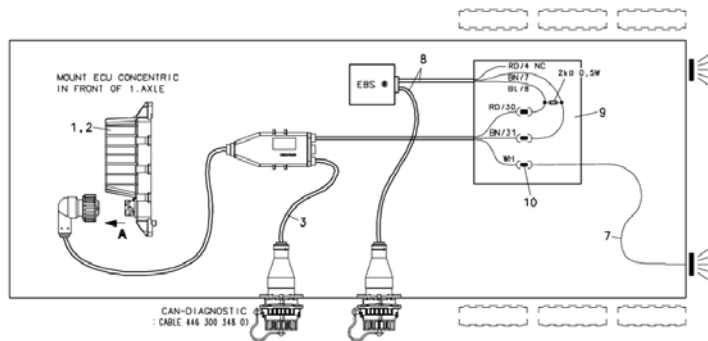 MOUNT ECU CONCENTRIC
IN FRONT OF 1.AXLE
1,2
A
3
CAN-DIAGNOSTIC
: CABLE 446 300 348 0)
EBS
8
RD/4 NC
BN/7
BL/8
2kΩ 0,5W
RD/30
BN/31
WH
9
10
7